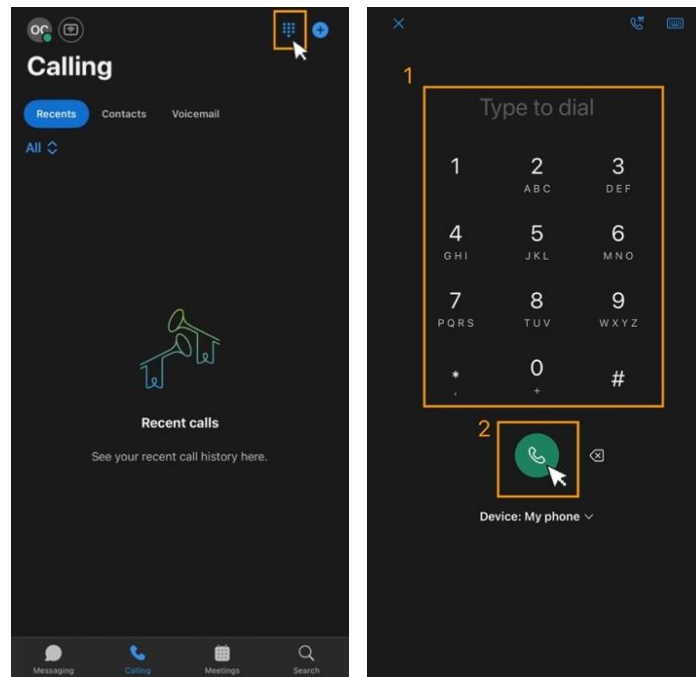 OC
Calling
Recents Contacts Voicemail
All
Recent calls
See your recent call history here.
Messaging Calling Meetings Search
1
Type to dial
1 2 3
ABC DEF
4 5 6
GHI JKL MNO
7 8 9
PQRS TUV WXYZ
* 0 #
, +
2
Device: My phone